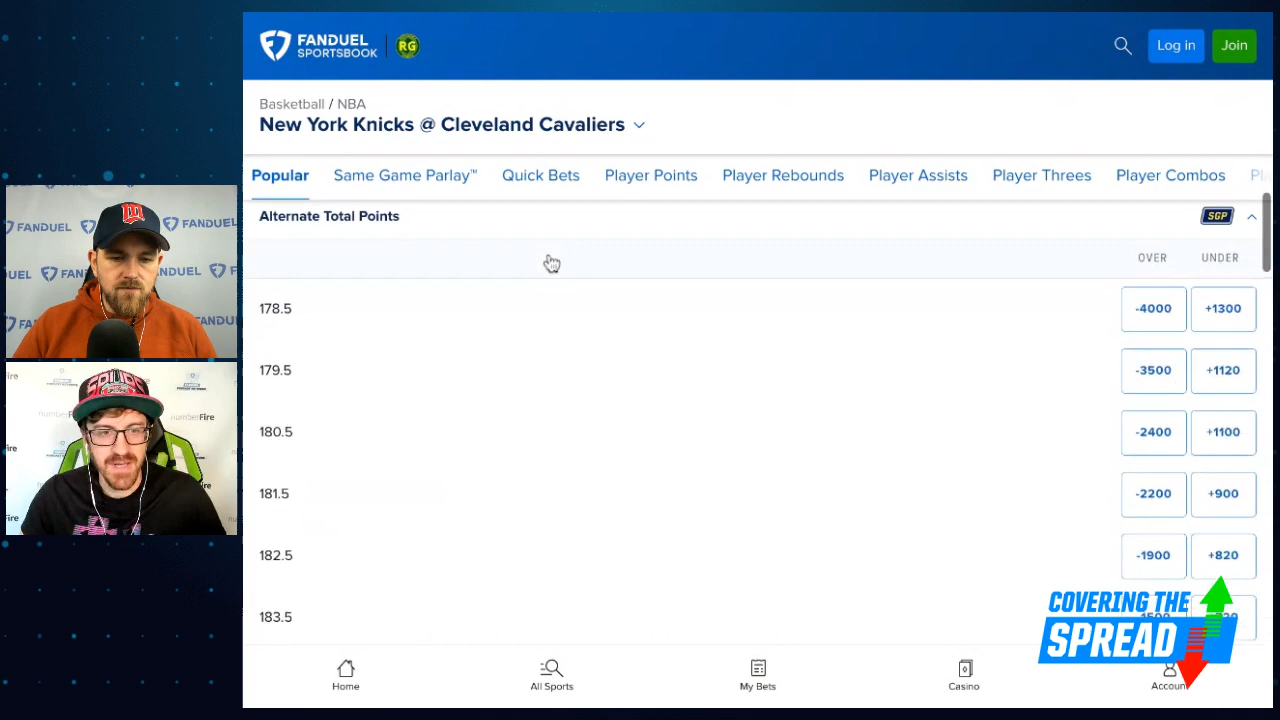 FANDUEL
SPORTSBOOK
RG
Log in
Join
Basketball / NBA
New York Knicks @ Cleveland Cavaliers
Popular
Same Game Parlay™
Quick Bets
Player Points
Player Rebounds
Player Assists
Player Threes
Player Combos
Alternate Total Points
SGP
OVER
UNDER
178.5
-4000
+1300
179.5
-3500
+1120
180.5
-2400
+1100
181.5
-2200
+900
182.5
-1900
+820
183.5
COVERING THE
SPREAD
Home
All Sports
My Bets
Casino
Account
FANDUEL
FANDUEL
numberFire